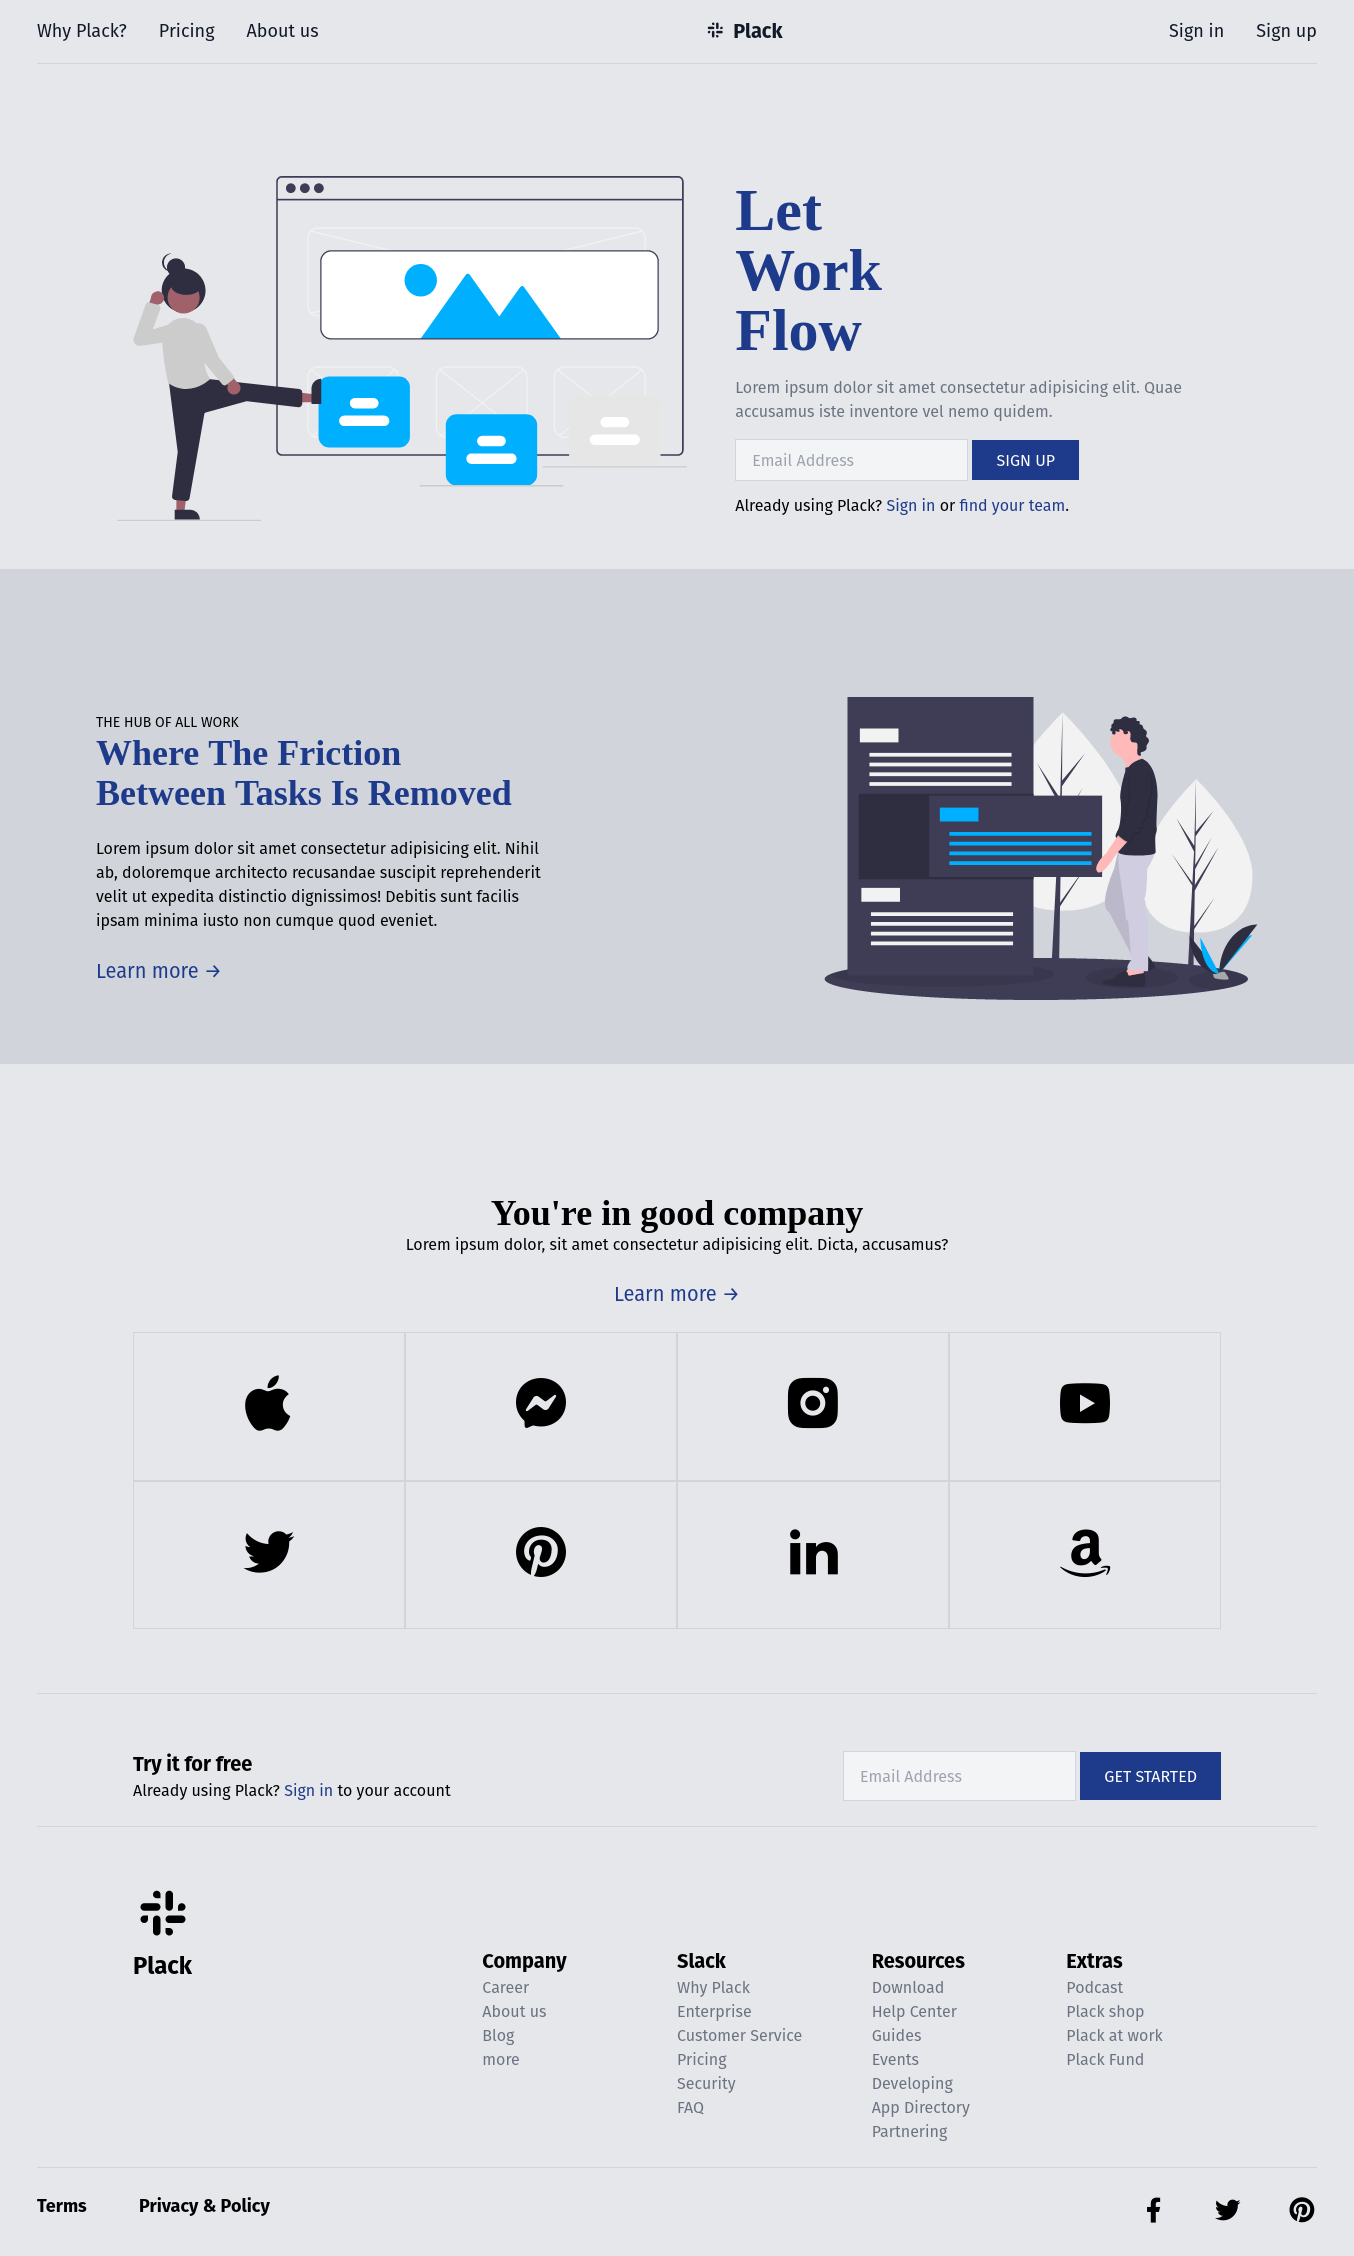 Why Plack? Pricing About us Plack Sign in Sign up
Let
Work
Flow
Lorem ipsum dolor sit amet consectetur adipisicing elit. Quae
accusamus iste inventore vel nemo quidem.
Email Address SIGN UP
Already using Plack? Sign in or find your team.
THE HUB OF ALL WORK
Where The Friction
Between Tasks Is Removed
Lorem ipsum dolor sit amet consectetur adipisicing elit. Nihil
ab, doloremque architecto recusandae suscipit reprehenderit
velit ut expedita distinctio dignissimos! Debitis sunt facilis
ipsam minima iusto non cumque quod eveniet.
Learn more →
You're in good company
Lorem ipsum dolor, sit amet consectetur adipisicing elit. Dicta, accusamus?
Learn more →
Try it for free
Already using Plack? Sign in to your account
Email Address GET STARTED
Plack
Company
Career
About us
Blog
more
Slack
Why Plack
Enterprise
Customer Service
Pricing
Security
FAQ
Resources
Download
Help Center
Guides
Events
Developing
App Directory
Partnering
Extras
Podcast
Plack shop
Plack at work
Plack Fund
Terms Privacy & Policy